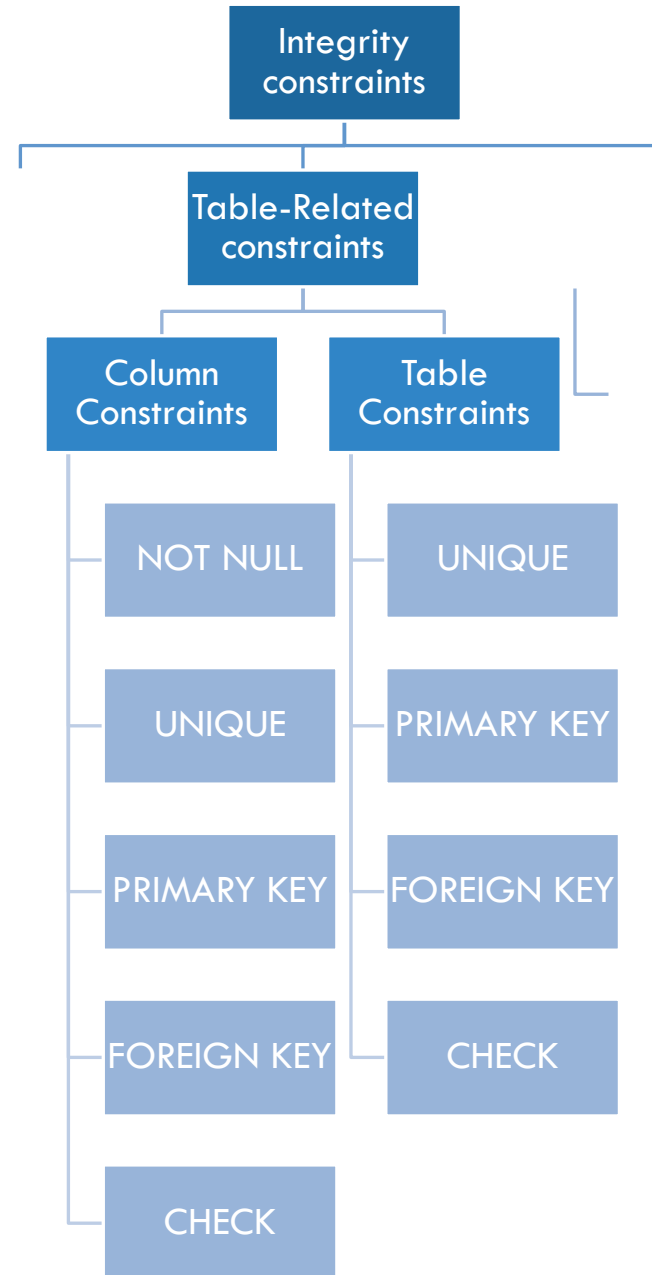 Integrity
constraints
Table-Related
constraints
Column
Constraints
Table
Constraints
NOT NULL
UNIQUE
PRIMARY KEY
FOREIGN KEY
CHECK
UNIQUE
PRIMARY KEY
FOREIGN KEY
CHECK